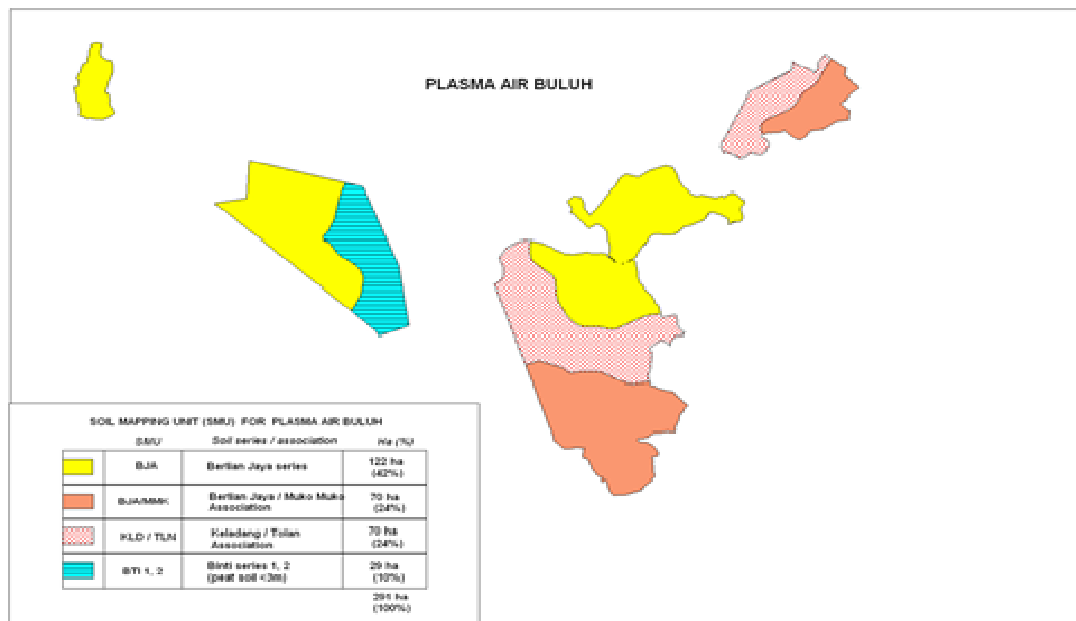 PLASMA AIR BULUH
SOIL MAPPING UNIT (SMU) FOR PLASMA AIR BULUH
SMU Soil series / association Ha (%)
BJA Bertian Jaya series 122 ha
(42%)
BJA/MMK Bertian Jaya / Muko Muko
Association 70 ha
(24%)
KLD / TLN Keladang / Tolan
Association 70 ha
(24%)
BTI 1, 2 Binti series 1, 2
(peat soil <3m) 29 ha
(10%)
291 ha
(100%)